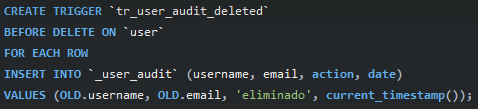 CREATE TRIGGER `tr_user_audit_deleted`
BEFORE DELETE ON `user`
FOR EACH ROW
INSERT INTO `_user_audit` (username, email, action, date)
VALUES (OLD.username, OLD.email, 'eliminado', current_timestamp());